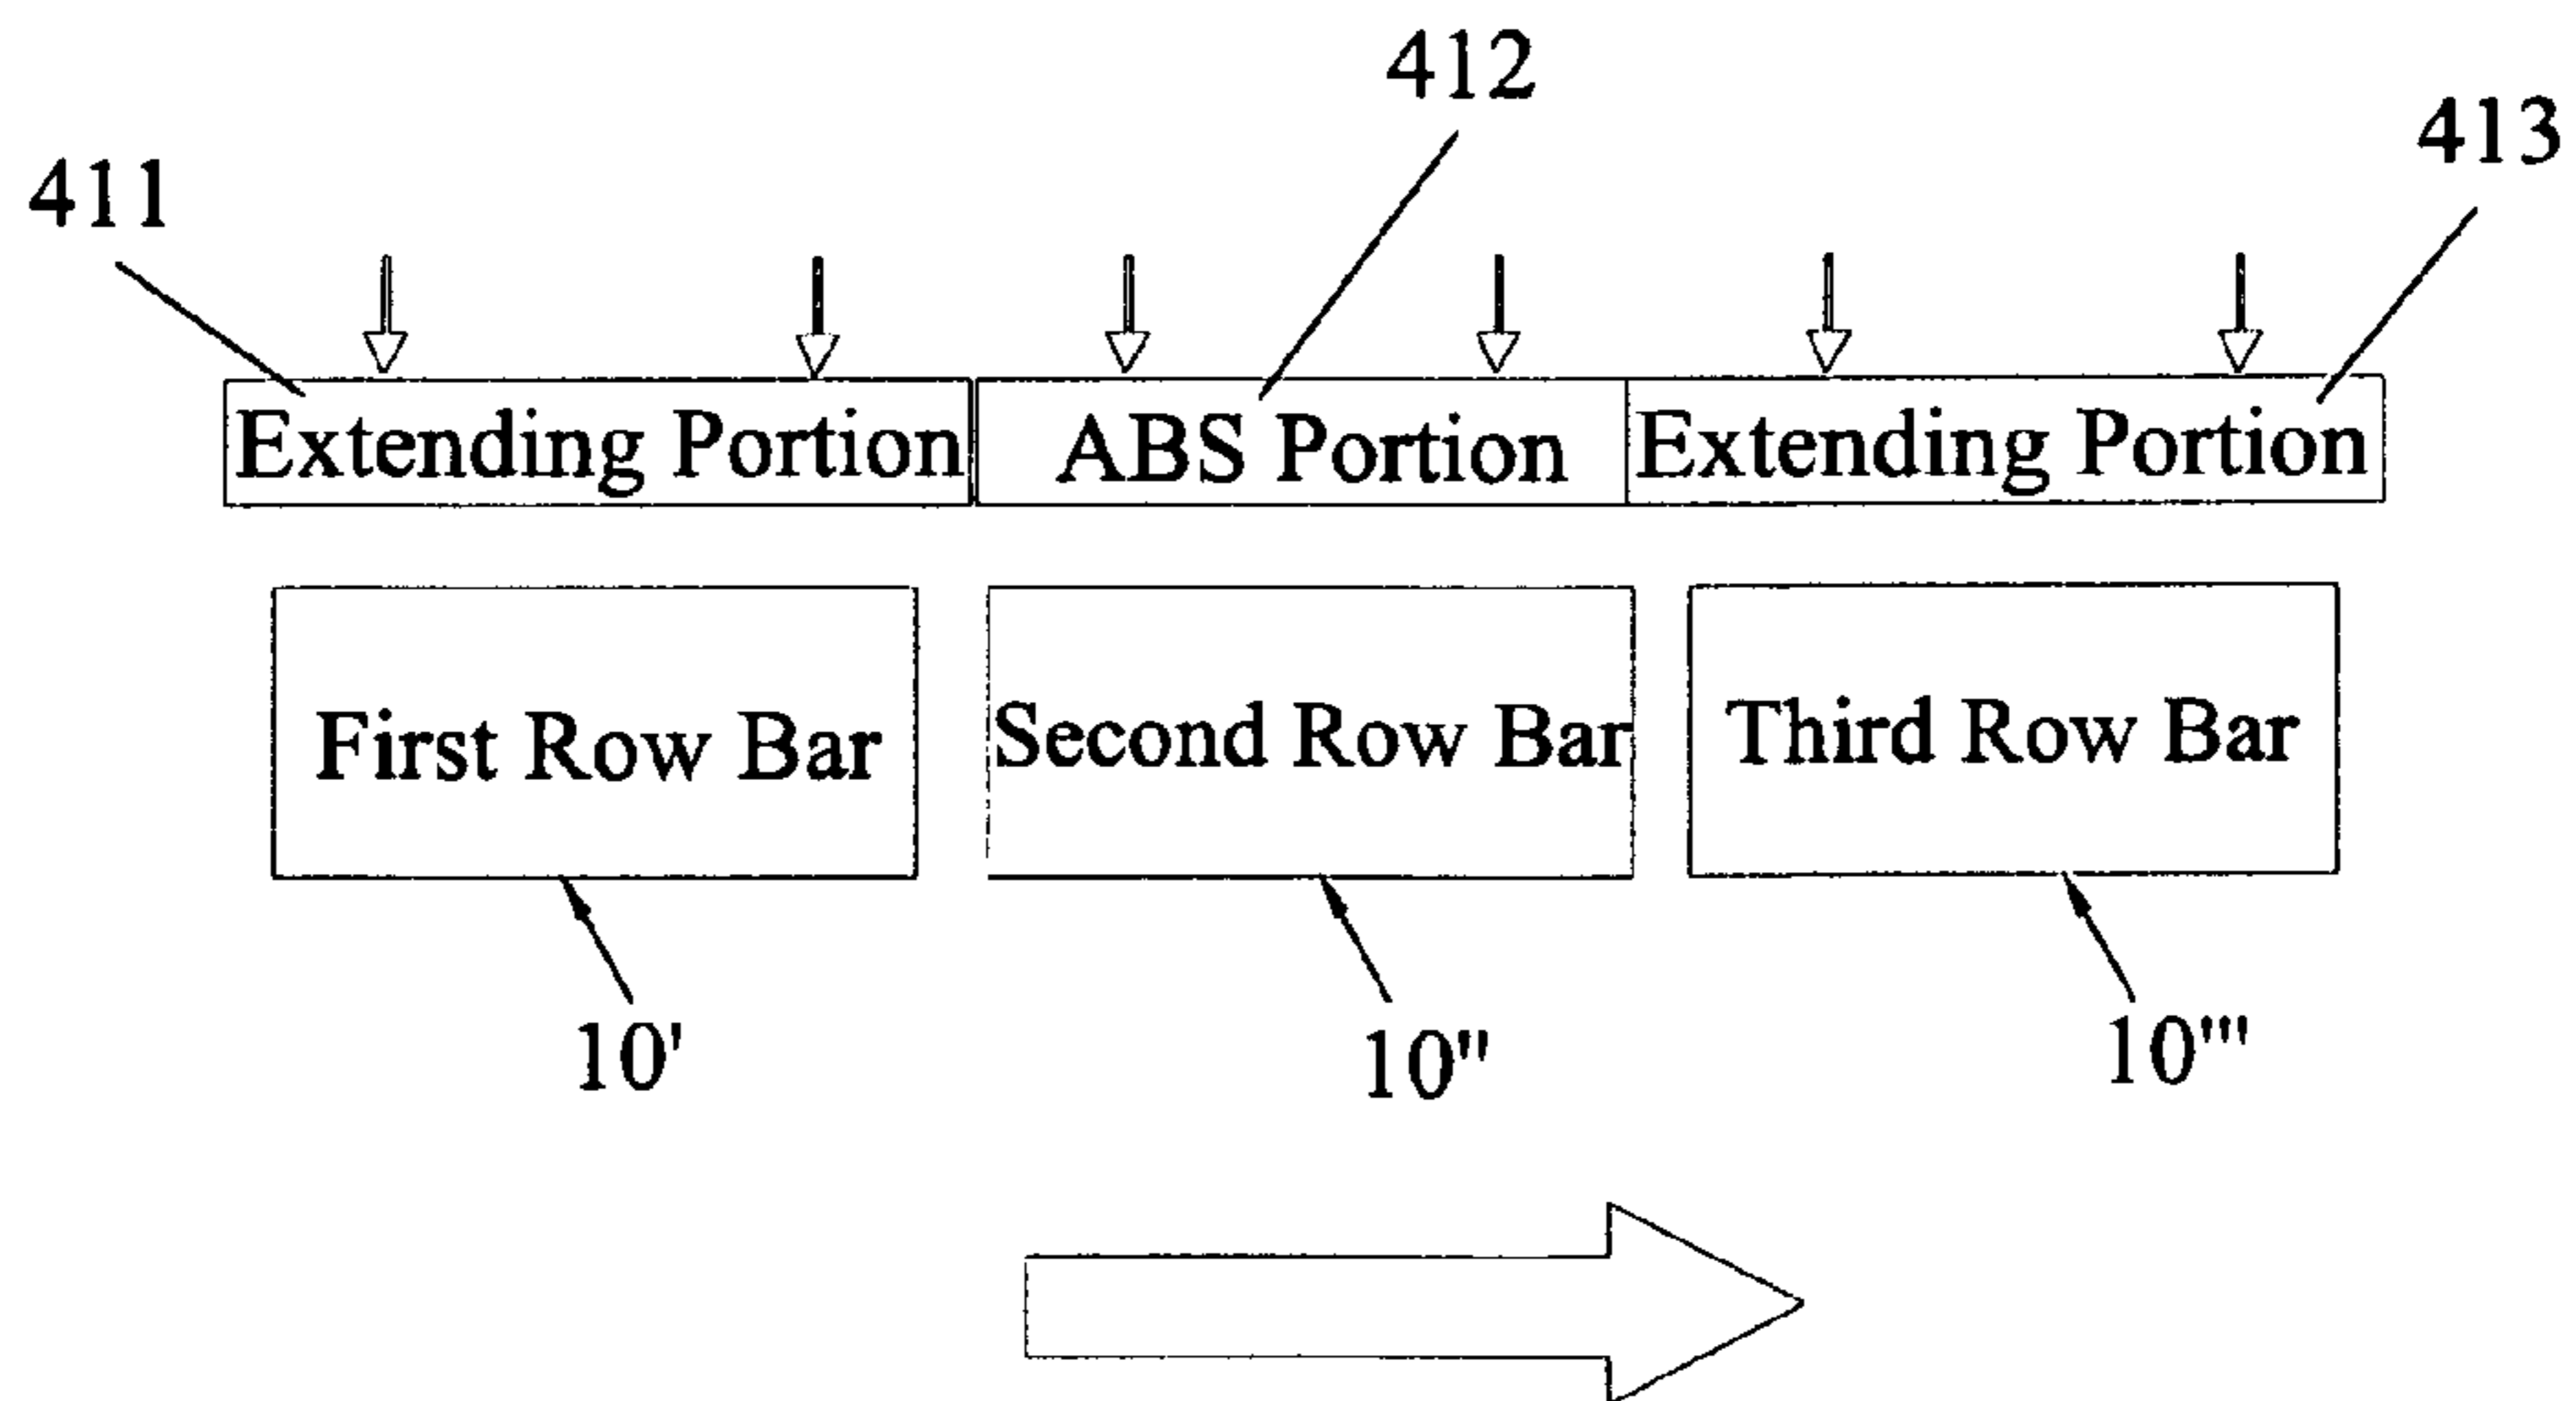 412
413
411
Extending Portion
ABS Portion
Extending Portion
First Row Bar
Second Row Bar
Third Row Bar
10'
10"
10'''